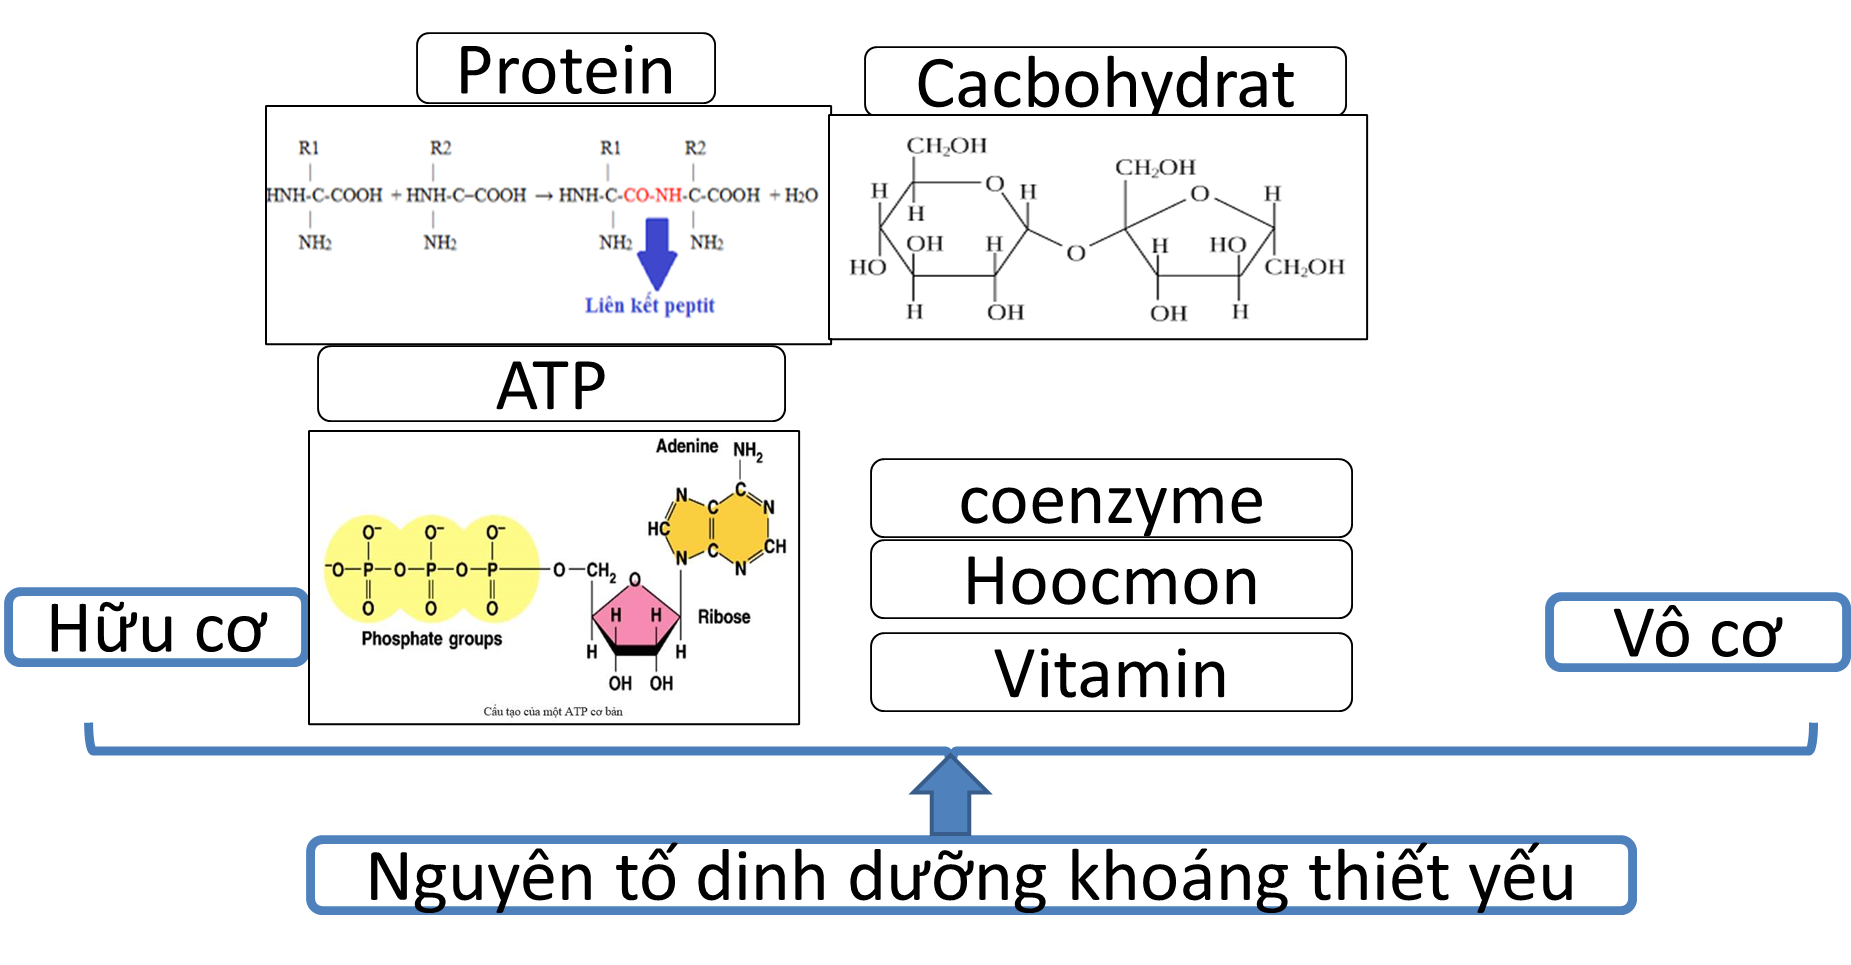 Protein
Cacbohydrat
R1 R2 R1 R2
HNH-C-COOH + HNH-C-COOH → HNH-C-CO-NH-C-COOH + H₂O
NH₂ NH₂ NH₂ NH₂
Liên kết peptit
CH₂OH
CH₂OH
H O H O H
H
OH H H HO
HO O CH₂OH
H OH OH H
ATP
Adenine NH₂
N C N
C
HC
C CH
N N
O⁻ O⁻ O⁻
⁻O P O P O P O CH₂ O
O O O
H H Ribose
Phosphate groups
H H
OH OH
Cấu tạo của một ATP cơ bản
coenzyme
Hoocmon
Vitamin
Hữu cơ
Vô cơ
Nguyên tố dinh dưỡng khoáng thiết yếu